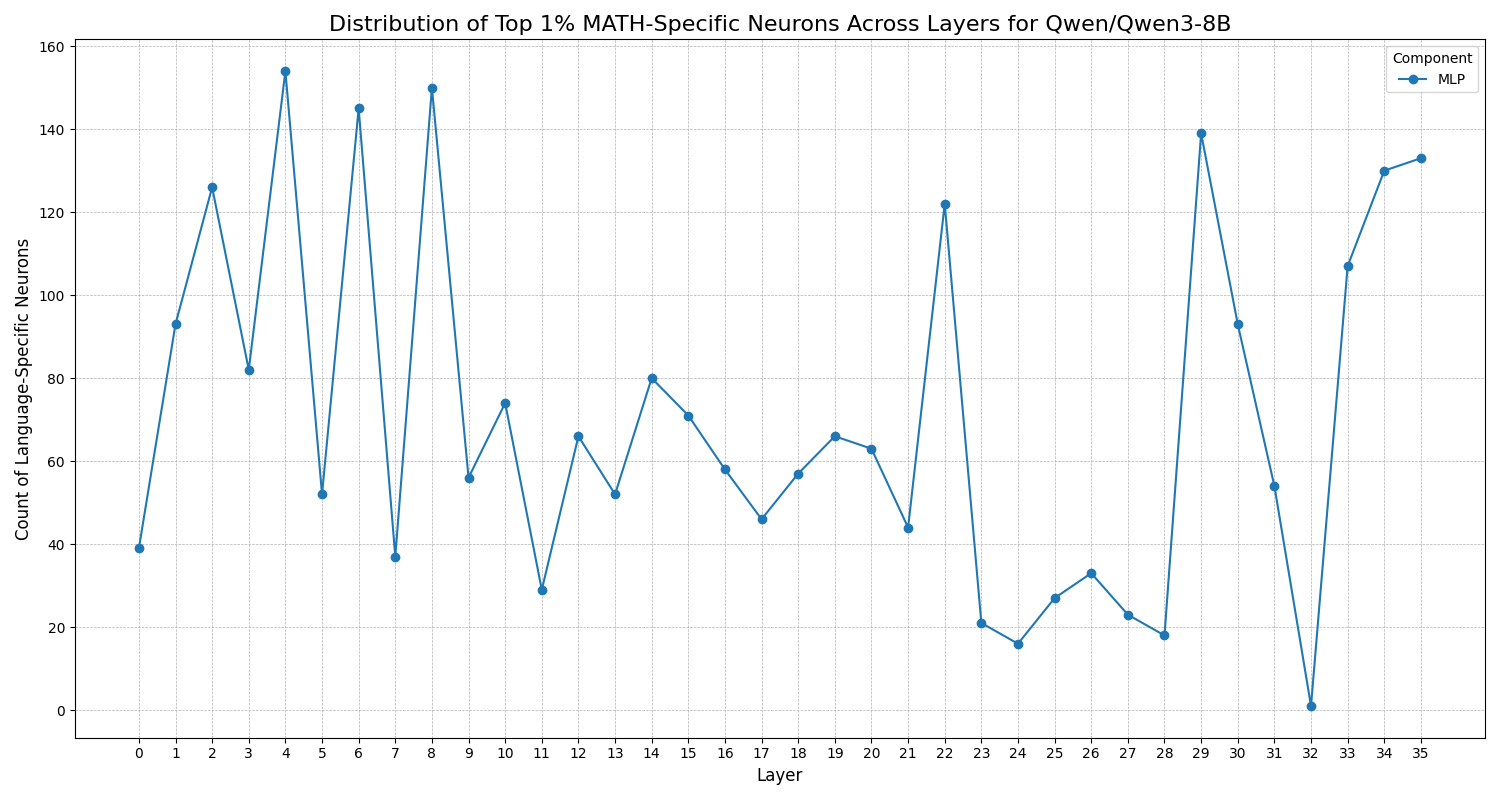 Distribution of Top 1% MATH-Specific Neurons Across Layers for Qwen/Qwen3-8B
Component
MLP
Count of Language-Specific Neurons
160
140
120
100
80
60
40
20
0
0 1 2 3 4 5 6 7 8 9 10 11 12 13 14 15 16 17 18 19 20 21 22 23 24 25 26 27 28 29 30 31 32 33 34 35
Layer